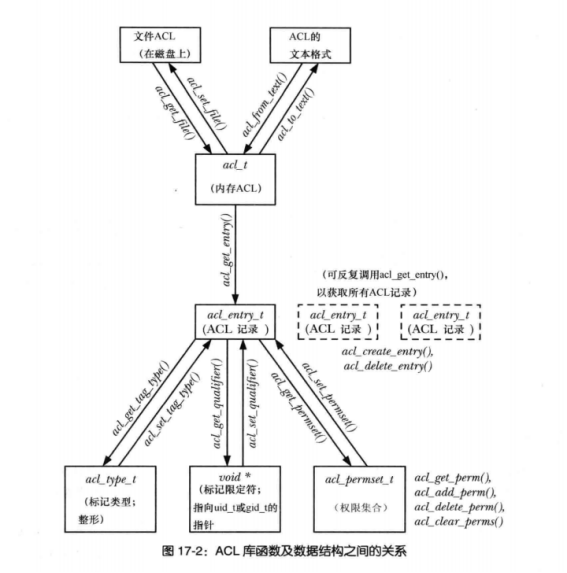 文件ACL
（在磁盘上）
ACL的
文本格式
acl_get_file()
acl_set_file()
acl_from_text()
acl_to_text()
acl_t
（内存ACL）
acl_get_entry()
（可反复调用acl_get_entry(),
以获取所有ACL记录）
acl_entry_t
（ACL 记录 ）
acl_entry_t
（ACL 记录 ）
acl_entry_t
（ACL 记录 ）
acl_create_entry(),
acl_delete_entry()
acl_get_tag_type()
acl_set_tag_type()
acl_get_qualifier()
acl_set_qualifier()
acl_get_permset()
acl_set_permset()
acl_type_t
（标记类型；
整形）
void *
（标记限定符；
指向uid_t或gid_t的
指针
acl_permset_t
（权限集合）
acl_get_perm(),
acl_add_perm(),
acl_delete_perm(),
acl_clear_perms()
图 17-2：ACL 库函数及数据结构之间的关系